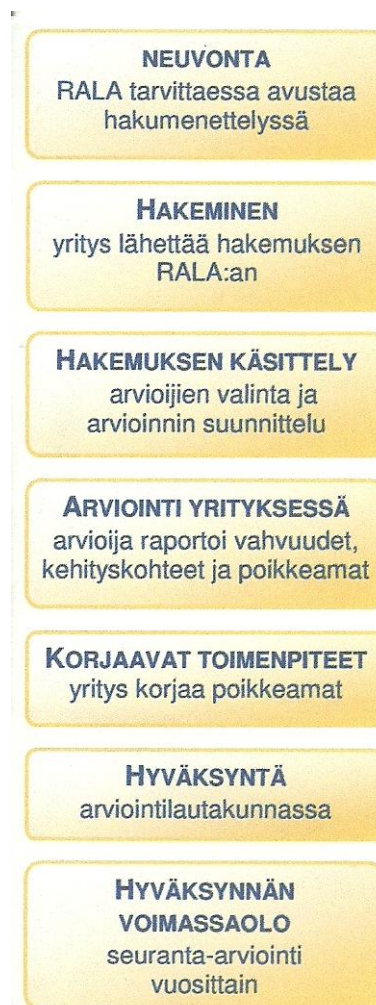 NEUVONTA
RALA tarvittaessa avustaa
hakumenettelyssä
HAKEMINEN
yritys lähettää hakemuksen
RALA:an
HAKEMUKSEN KÄSITTELY
arvioijien valinta ja
arvioinnin suunnittelu
ARVIOINTI YRITYKSESSÄ
arvioija raportoi vahvuudet,
kehityskohteet ja poikkeamat
KORJAAVAT TOIMENPITEET
yritys korjaa poikkeamat
HYVÄKSYNTÄ
arviointilautakunnassa
HYVÄKSYNNÄN
VOIMASSAOLO
seuranta-arviointi
vuosittain